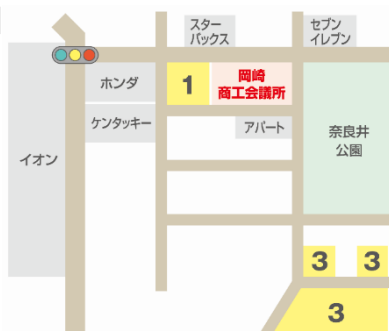 スター
バックス
セブン
イレブン
ホンダ
1
岡崎
商工会議所
ケンタッキー
アパート
イオン
奈良井
公園
3
3
3